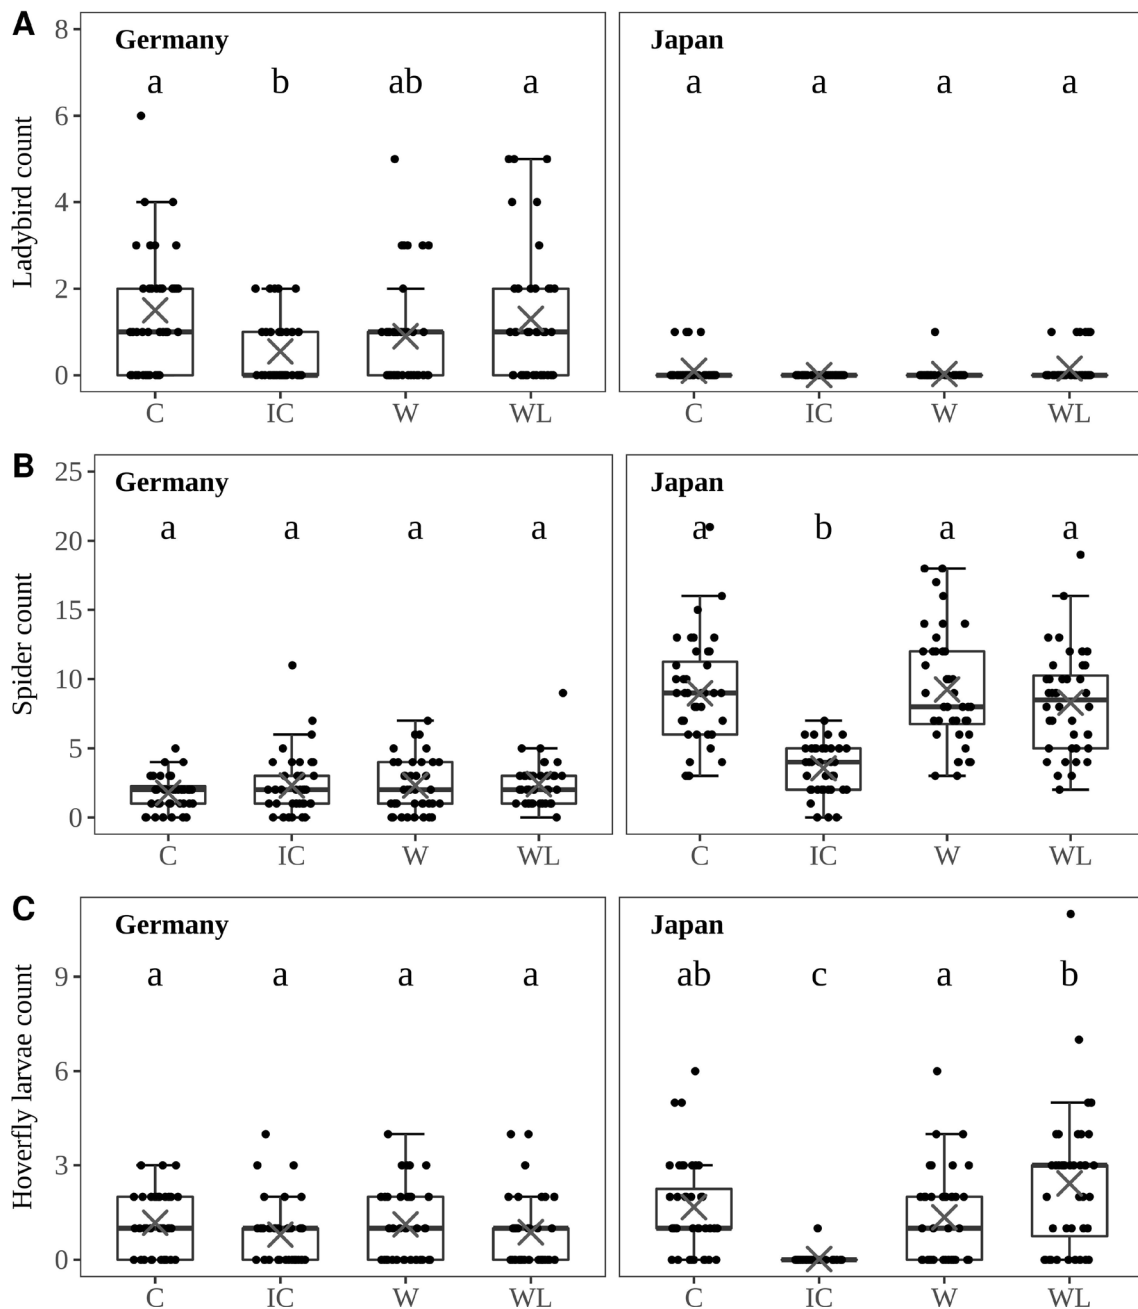 A
Germany
Japan
a b ab a
a a a a
8
6
4
2
0
Ladybird count
C IC W WL
C IC W WL
B
Germany
Japan
a a a a
a b a a
25
20
15
10
5
0
Spider count
C IC W WL
C IC W WL
C
Germany
Japan
a a a a
ab c a b
9
6
3
0
Hoverfly larvae count
C IC W WL
C IC W WL